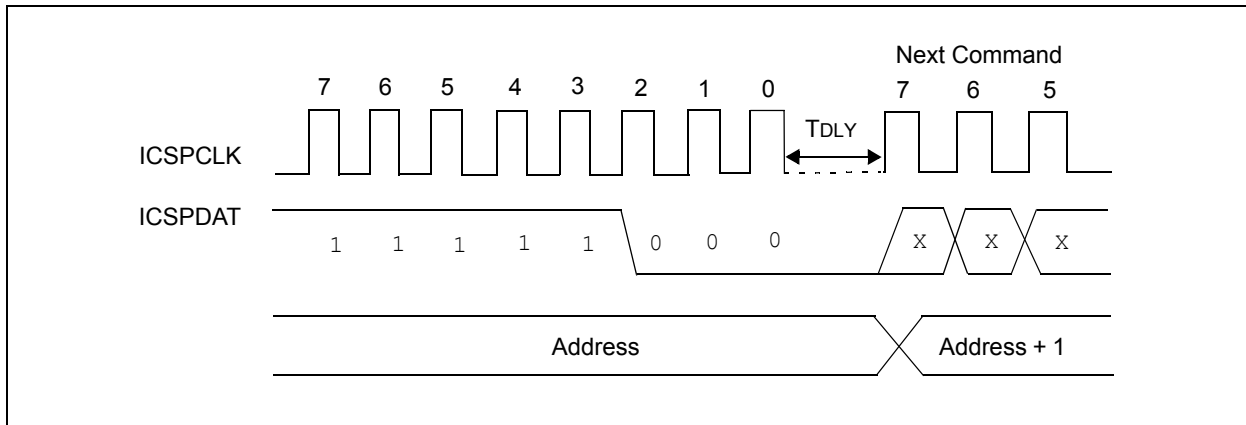 Next Command
7 6 5 4 3 2 1 0 7 6 5
TDLY
ICSPCLK
ICSPDAT
1 1 1 1 1 0 0 0 X X X
Address Address + 1